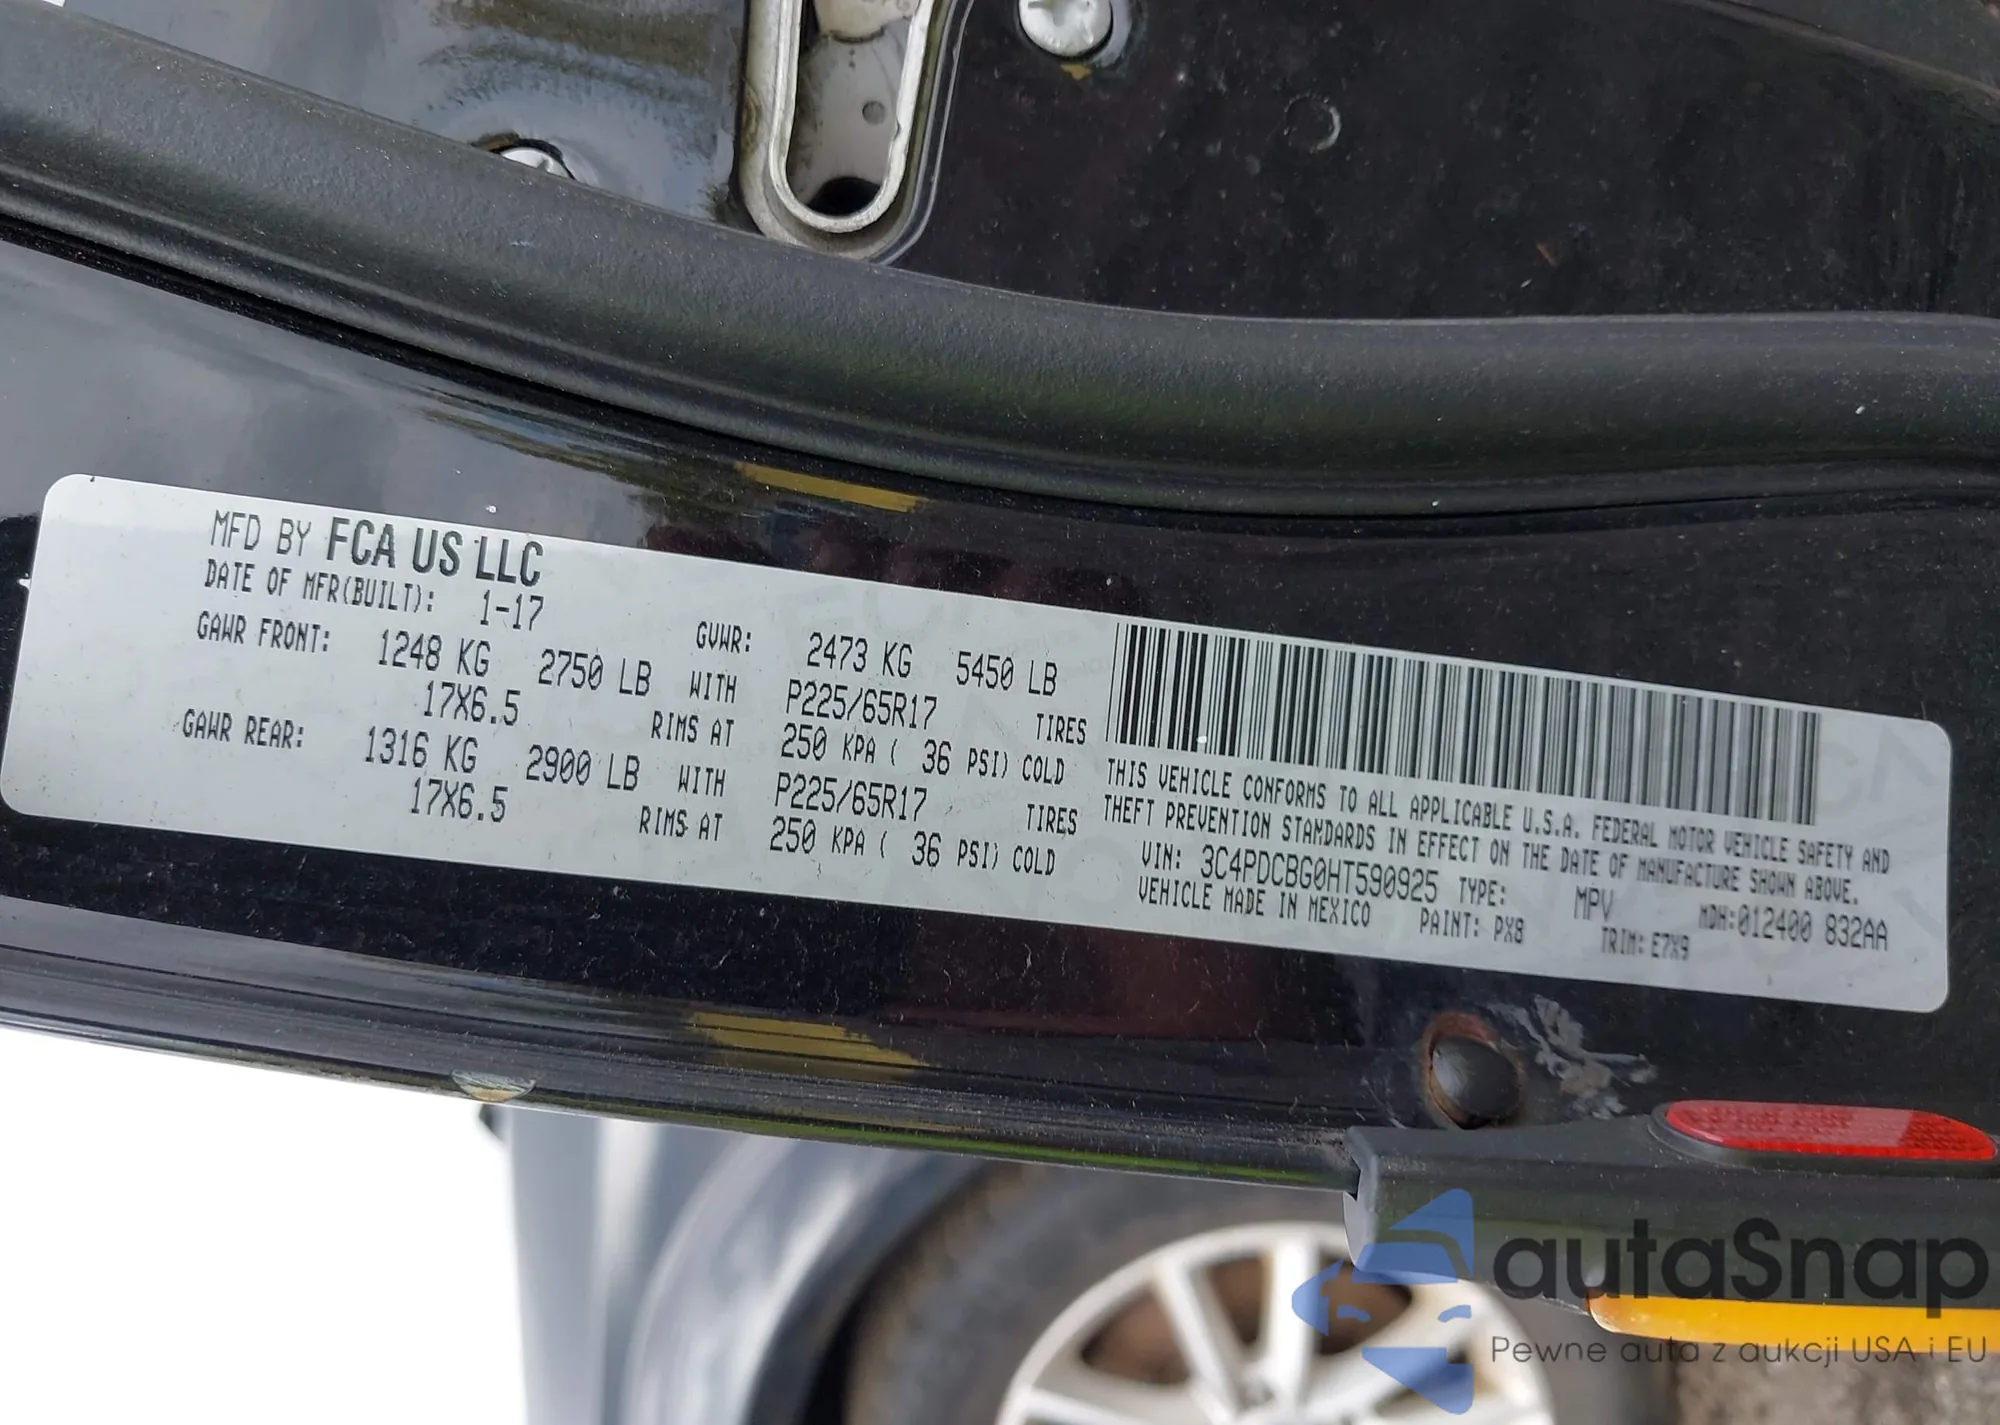 MFD BY FCA US LLC
DATE OF MFR(BUILT): 1-17
GAWR FRONT: 1248 KG 2750 LB WITH
17X6.5 RIMS AT
GAWR REAR: 1316 KG 2900 LB WITH
17X6.5 RIMS AT
GVWR: 2473 KG 5450 LB
P225/65R17 TIRES
250 KPA ( 36 PSI) COLD
P225/65R17 TIRES
250 KPA ( 36 PSI) COLD
THIS VEHICLE CONFORMS TO ALL APPLICABLE U.S.A. FEDERAL MOTOR VEHICLE SAFETY AND
THEFT PREVENTION STANDARDS IN EFFECT ON THE DATE OF MANUFACTURE SHOWN ABOVE.
VIN: 3C4PDCBG0HT590925 TYPE: MPV MDH:012400 832AA
VEHICLE MADE IN MEXICO PAINT: PX8 TRIM: E7X9
autaSnap
Pewne auta z aukcji USA i EU